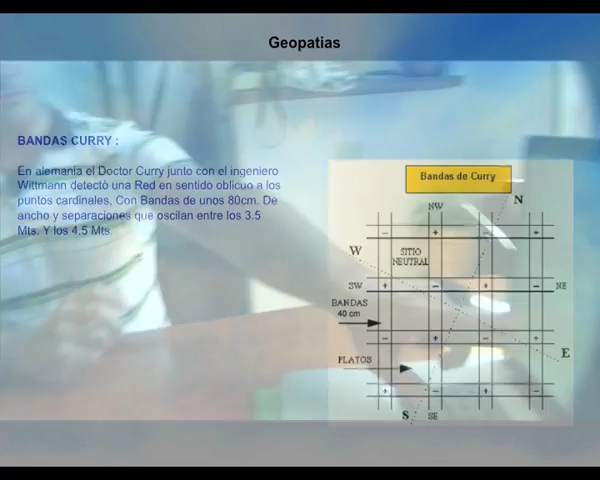 Geopatias
BANDAS CURRY :
En alemania el Doctor Curry junto con el ingeniero
Wittmann detectò una Red en sentido oblicuo a los
puntos cardinales, Con Bandas de unos 80cm. De
ancho y separaciones que oscilan entre los 3.5
Mts. Y los 4.5 Mts.
Bandas de Curry
N
NW
- + - +
W
SITIO
NEUTRAL
SW + - + - NE
BANDAS
40 cm
- + - +
E
PLATOS
+ - + -
S SE